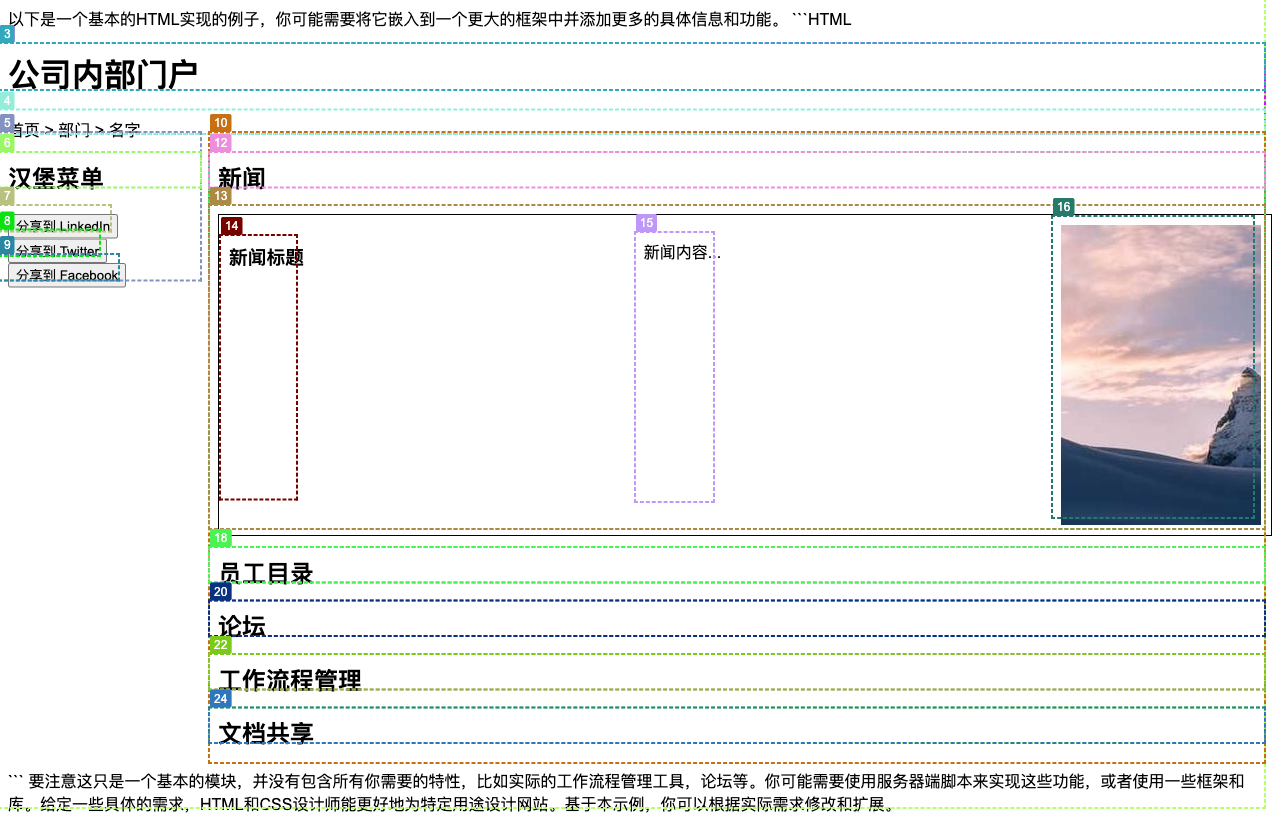 以下是一个基本的HTML实现的例子，你可能需要将它嵌入到一个更大的框架中并添加更多的具体信息和功能。 ```HTML
3
公司内部门户
4
5
首页 > 部门 > 名字
10
6
12
汉堡菜单
新闻
7
13
8
分享到 LinkedIn
9
分享到 Twitter
分享到 Facebook
14
新闻标题
15
新闻内容...
16
18
员工目录
20
论坛
22
工作流程管理
24
文档共享
``` 要注意这只是一个基本的模块，并没有包含所有你需要的特性，比如实际的工作流程管理工具，论坛等。你可能需要使用服务器端脚本来实现这些功能，或者使用一些框架和
库。给定一些具体的需求，HTML和CSS设计师能更好地为特定用途设计网站。基于本示例，你可以根据实际需求修改和扩展。